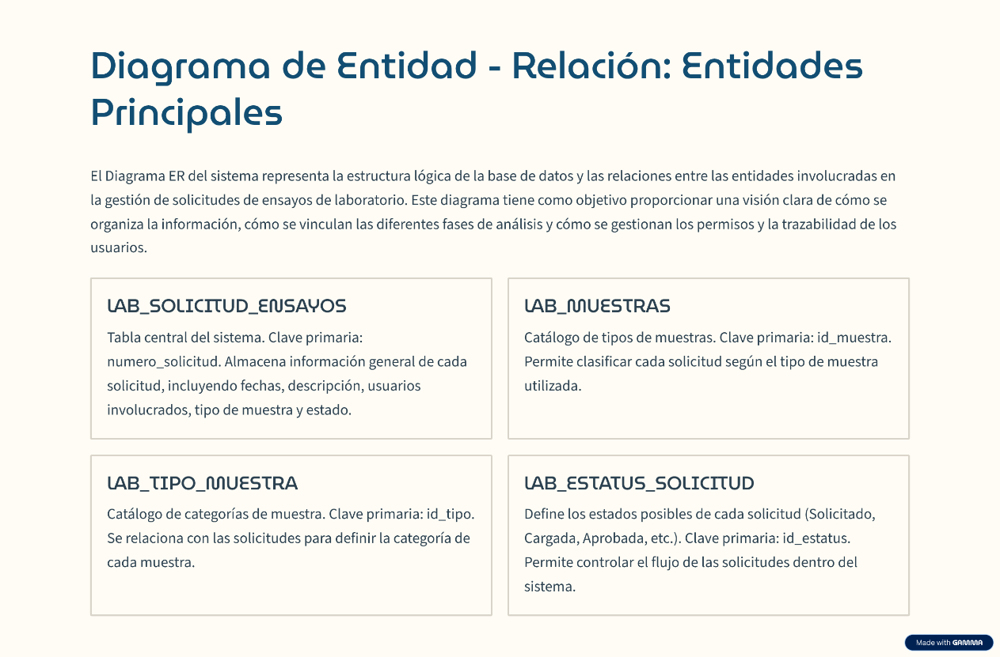 Diagrama de Entidad - Relación: Entidades
Principales
El Diagrama ER del sistema representa la estructura lógica de la base de datos y las relaciones entre las entidades involucradas en
la gestión de solicitudes de ensayos de laboratorio. Este diagrama tiene como objetivo proporcionar una visión clara de cómo se
organiza la información, cómo se vinculan las diferentes fases de análisis y cómo se gestionan los permisos y la trazabilidad de los
usuarios.
LAB_SOLICITUD_ENSAYOS
Tabla central del sistema. Clave primaria:
numero_solicitud. Almacena información general de cada
solicitud, incluyendo fechas, descripción, usuarios
involucrados, tipo de muestra y estado.
LAB_MUESTRAS
Catálogo de tipos de muestras. Clave primaria: id_muestra.
Permite clasificar cada solicitud según el tipo de muestra
utilizada.
LAB_TIPO_MUESTRA
Catálogo de categorías de muestra. Clave primaria: id_tipo.
Se relaciona con las solicitudes para definir la categoría de
cada muestra.
LAB_ESTATUS_SOLICITUD
Define los estados posibles de cada solicitud (Solicitado,
Cargada, Aprobada, etc.). Clave primaria: id_estatus.
Permite controlar el flujo de las solicitudes dentro del
sistema.
Made with GAMMA